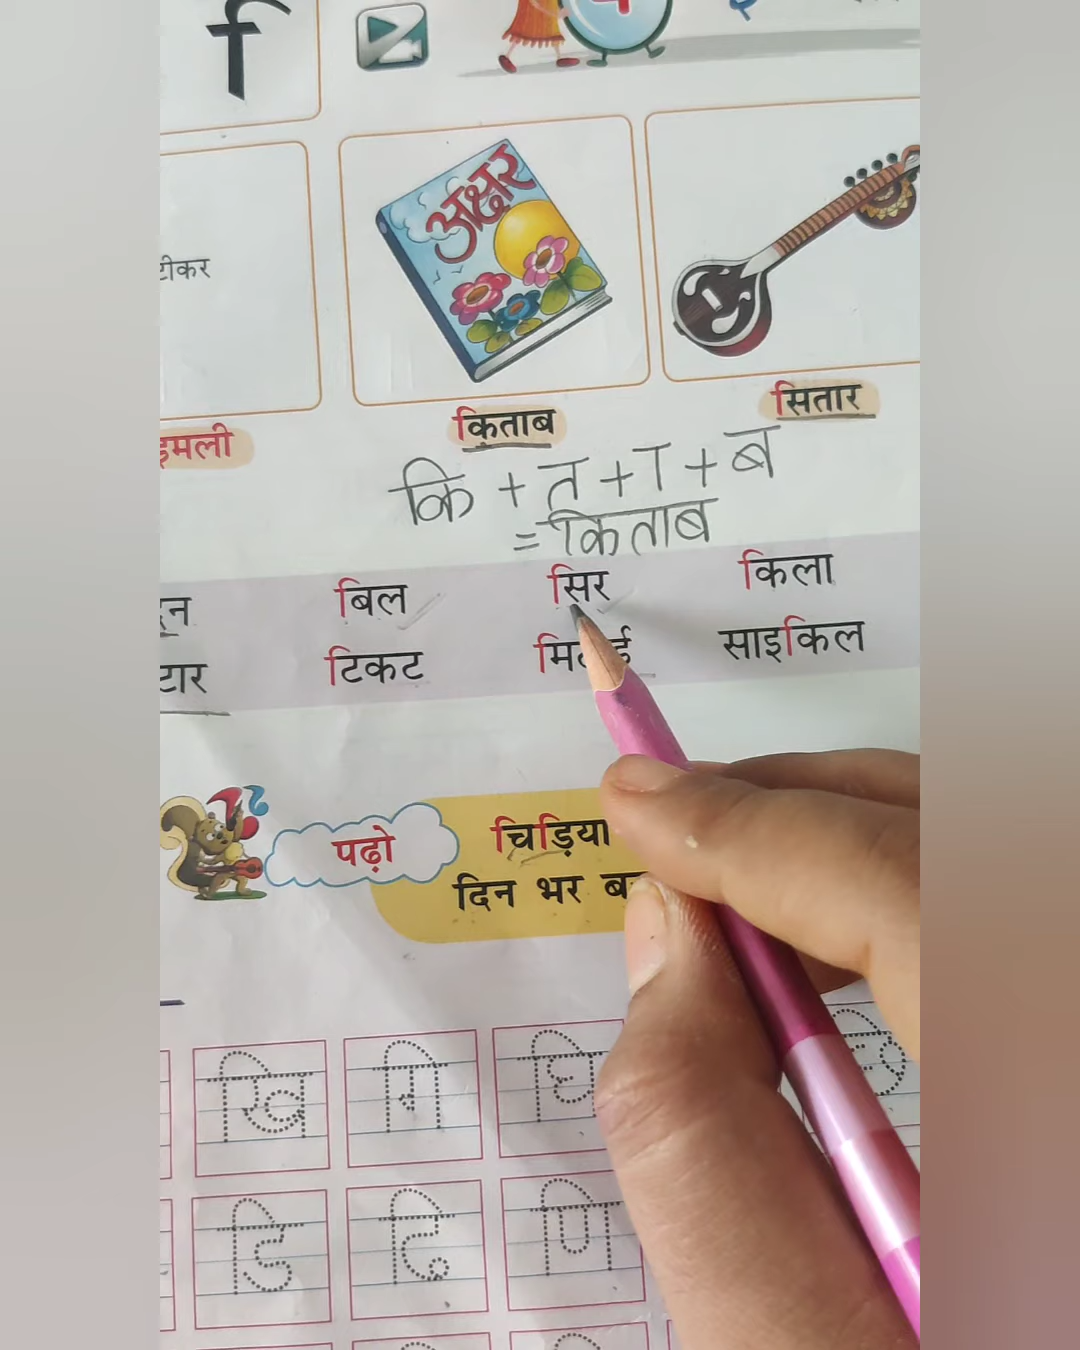 ि
अक्षर
इमली
किताब
सितार
कि + त + ा + ब
= किताब
बिल सिर किला
टिकट साइकिल
पढ़ो
चिड़िया
दिन भर
खि गि घि
डि ढि णि